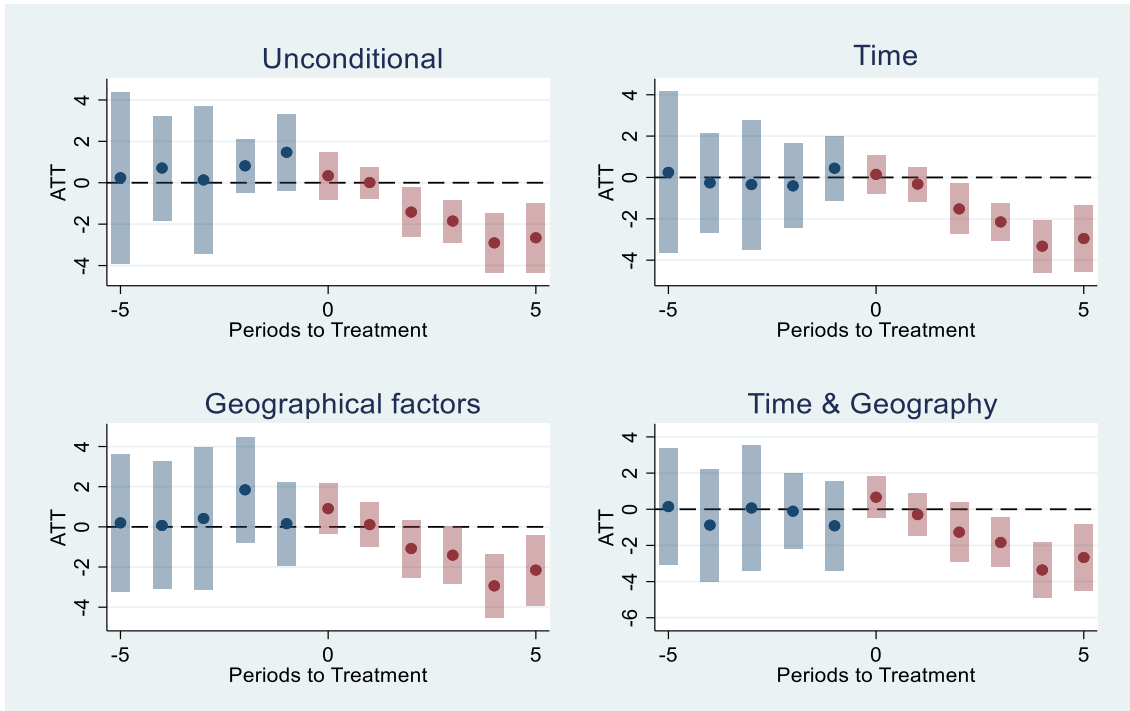 Unconditional
ATT
4
2
0
-2
-4
-5 0 5
Periods to Treatment
Time
ATT
4
2
0
-2
-4
-5 0 5
Periods to Treatment
Geographical factors
ATT
4
2
0
-2
-4
-5 0 5
Periods to Treatment
Time & Geography
ATT
4
2
0
-2
-4
-6
-5 0 5
Periods to Treatment